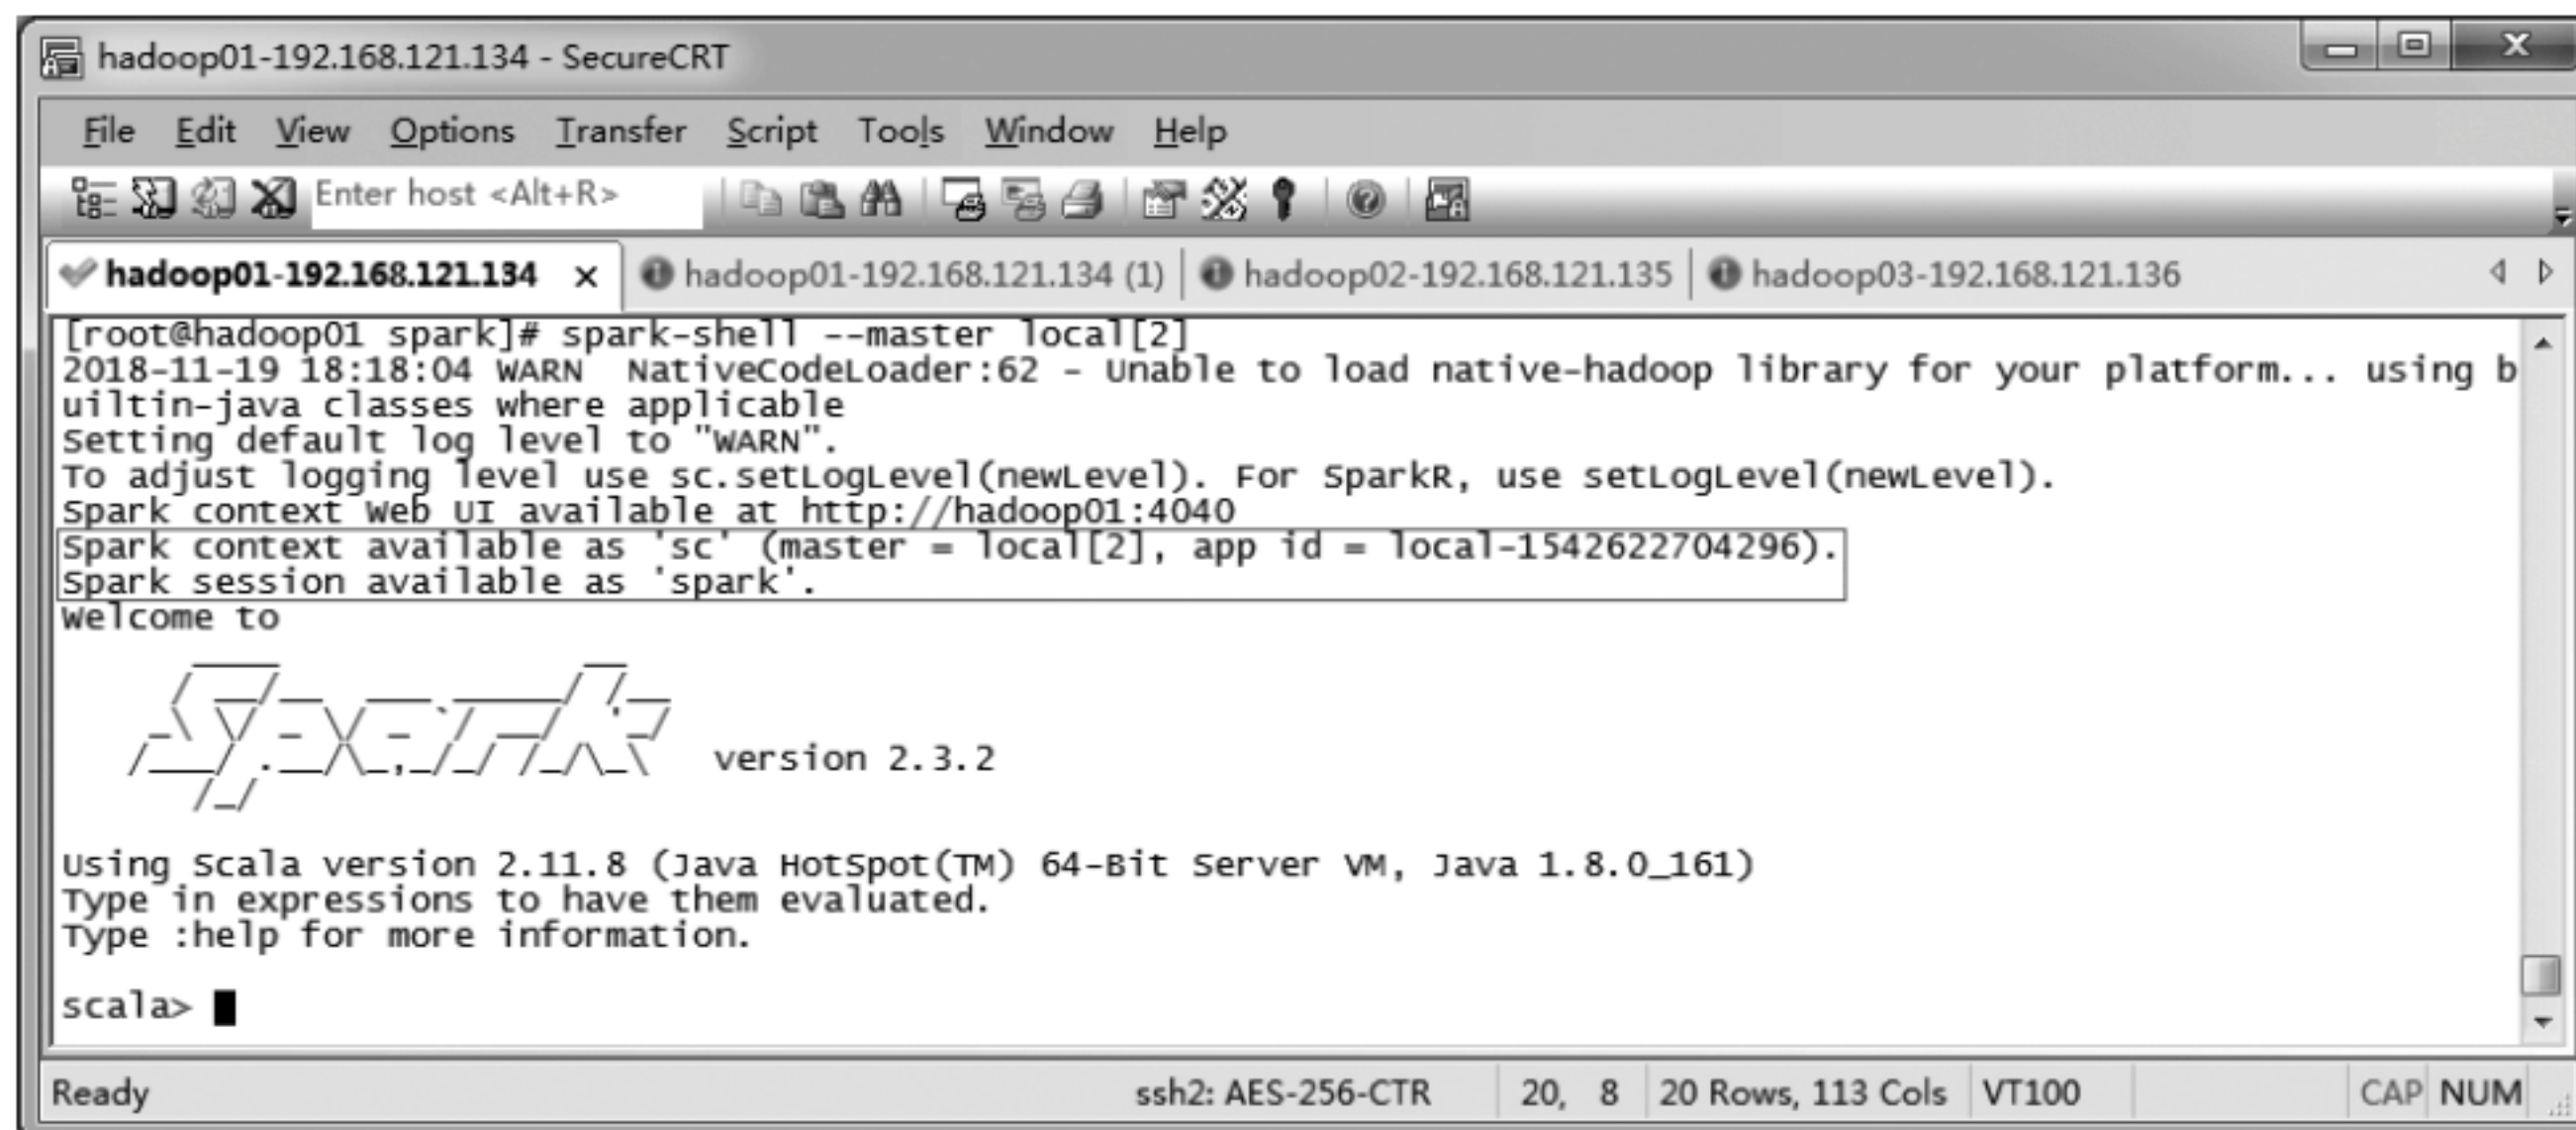 hadoop01-192.168.121.134 - SecureCRT
File Edit View Options Transfer Script Tools Window Help
Enter host <Alt+R>
hadoop01-192.168.121.134 x hadoop01-192.168.121.134 (1) hadoop02-192.168.121.135 hadoop03-192.168.121.136
[root@hadoop01 spark]# spark-shell --master local[2]
2018-11-19 18:18:04 WARN  NativeCodeLoader:62 - Unable to load native-hadoop library for your platform... using b
uiltin-java classes where applicable
Setting default log level to "WARN".
To adjust logging level use sc.setLogLevel(newLevel). For SparkR, use setLogLevel(newLevel).
Spark context Web UI available at http://hadoop01:4040
Spark context available as 'sc' (master = local[2], app id = local-1542622704296).
Spark session available as 'spark'.
Welcome to
Spark
version 2.3.2
Using Scala version 2.11.8 (Java HotSpot(TM) 64-Bit Server VM, Java 1.8.0_161)
Type in expressions to have them evaluated.
Type :help for more information.
scala>
Ready ssh2: AES-256-CTR 20, 8 20 Rows, 113 Cols VT100 CAP NUM